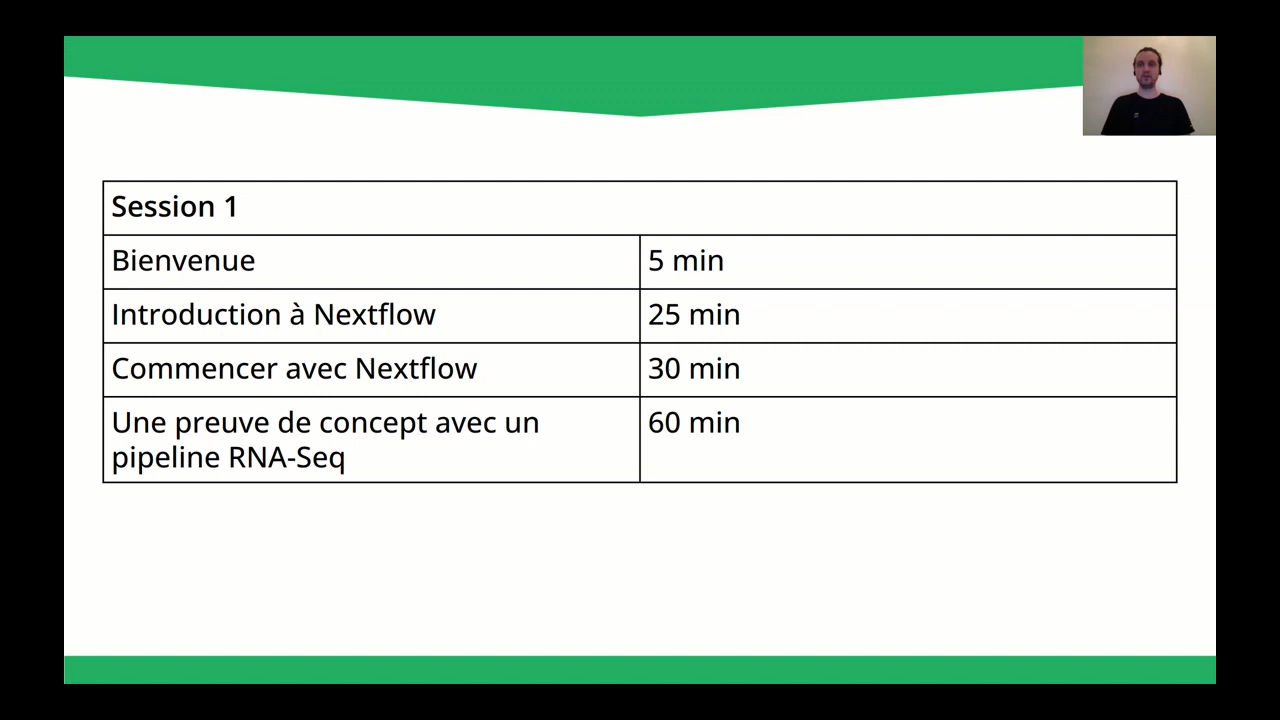 Session 1
Bienvenue
5 min
Introduction à Nextflow
25 min
Commencer avec Nextflow
30 min
Une preuve de concept avec un
pipeline RNA-Seq
60 min